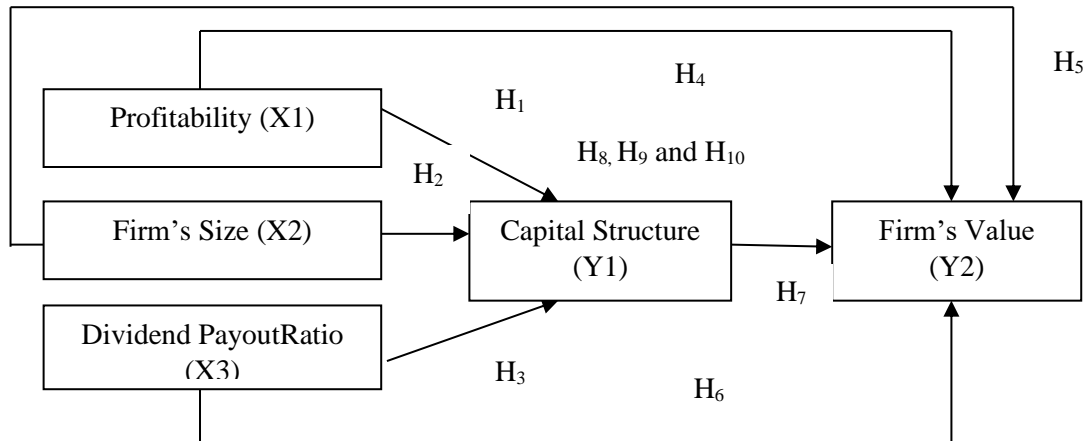 H5
H4
Profitability (X1)
H1
H8, H9 and H10
H2
Firm's Size (X2)
Capital Structure
(Y1)
Firm's Value
(Y2)
H7
Dividend PayoutRatio
(X3)
H3
H6